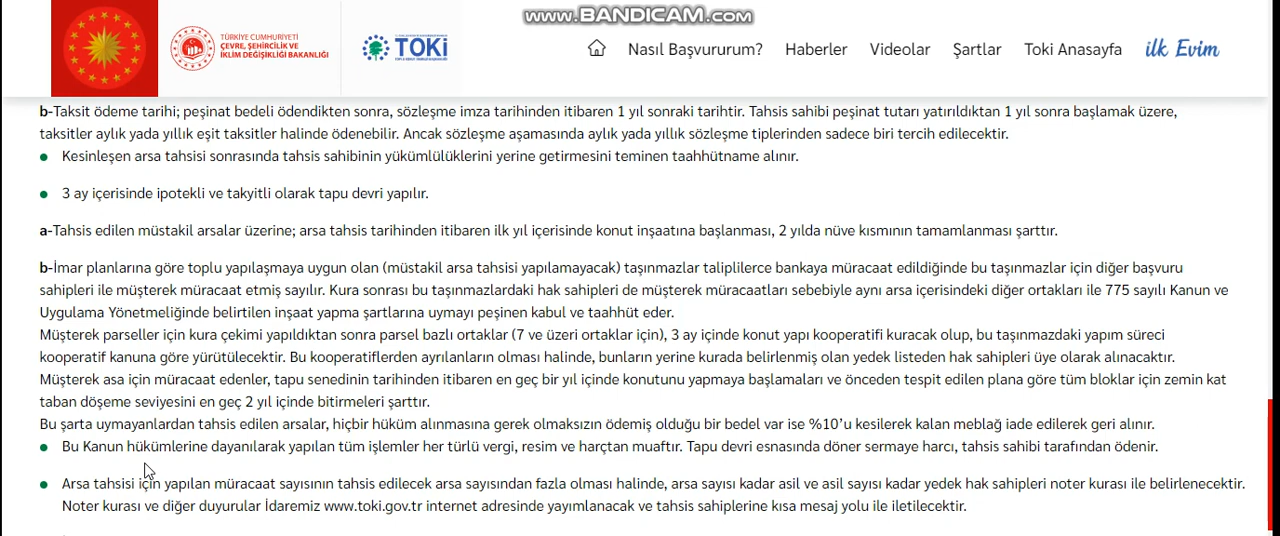 www.BANDICAM.com
TÜRKİYE CUMHURİYETİ
ÇEVRE, ŞEHİRCİLİK VE
İKLİM DEĞİŞİKLİĞİ BAKANLIĞI
TOKİ
Nasıl Başvururum? Haberler Videolar Şartlar Toki Anasayfa ilk Evim
b-Taksit ödeme tarihi; peşinat bedeli ödendikten sonra, sözleşme imza tarihinden itibaren 1 yıl sonraki tarihtir. Tahsis sahibi peşinat tutarı yatırıldıktan 1 yıl sonra başlamak üzere,
taksitler aylık yada yıllık eşit taksitler halinde ödenebilir. Ancak sözleşme aşamasında aylık yada yıllık sözleşme tiplerinden sadece biri tercih edilecektir.
Kesinleşen arsa tahsisi sonrasında tahsis sahibinin yükümlülüklerini yerine getirmesini teminen taahhütname alınır.
3 ay içerisinde ipotekli ve takyitli olarak tapu devri yapılır.
a-Tahsis edilen müstakil arsalar üzerine; arsa tahsis tarihinden itibaren ilk yıl içerisinde konut inşaatına başlanması, 2 yılda nüve kısmının tamamlanması şarttır.
b-İmar planlarına göre toplu yapılaşmaya uygun olan (müstakil arsa tahsisi yapılamayacak) taşınmazlar taliplilerce bankaya müracaat edildiğinde bu taşınmazlar için diğer başvuru
sahipleri ile müşterek müracaat etmiş sayılır. Kura sonrası bu taşınmazlardaki hak sahipleri de müşterek müracaatları sebebiyle aynı arsa içerisindeki diğer ortakları ile 775 sayılı Kanun ve
Uygulama Yönetmeliğinde belirtilen inşaat yapma şartlarına uymayı peşinen kabul ve taahhüt eder.
Müşterek parseller için kura çekimi yapıldıktan sonra parsel bazlı ortaklar (7 ve üzeri ortaklar için), 3 ay içinde konut yapı kooperatifi kuracak olup, bu taşınmazdaki yapım süreci
kooperatif kanuna göre yürütülecektir. Bu kooperatiflerden ayrılanların olması halinde, bunların yerine kurada belirlenmiş olan yedek listeden hak sahipleri üye olarak alınacaktır.
Müşterek asa için müracaat edenler, tapu senedinin tarihinden itibaren en geç bir yıl içinde konutunu yapmaya başlamaları ve önceden tespit edilen plana göre tüm bloklar için zemin kat
taban döşeme seviyesini en geç 2 yıl içinde bitirmeleri şarttır.
Bu şarta uymayanlardan tahsis edilen arsalar, hiçbir hüküm alınmasına gerek olmaksızın ödemiş olduğu bir bedel var ise %10’u kesilerek kalan meblağ iade edilerek geri alınır.
Bu Kanun hükümlerine dayanılarak yapılan tüm işlemler her türlü vergi, resim ve harçtan muaftır. Tapu devri esnasında döner sermaye harcı, tahsis sahibi tarafından ödenir.
Arsa tahsisi için yapılan müracaat sayısının tahsis edilecek arsa sayısından fazla olması halinde, arsa sayısı kadar asil ve asil sayısı kadar yedek hak sahipleri noter kurası ile belirlenecektir.
Noter kurası ve diğer duyurular İdaremiz www.toki.gov.tr internet adresinde yayımlanacak ve tahsis sahiplerine kısa mesaj yolu ile iletilecektir.